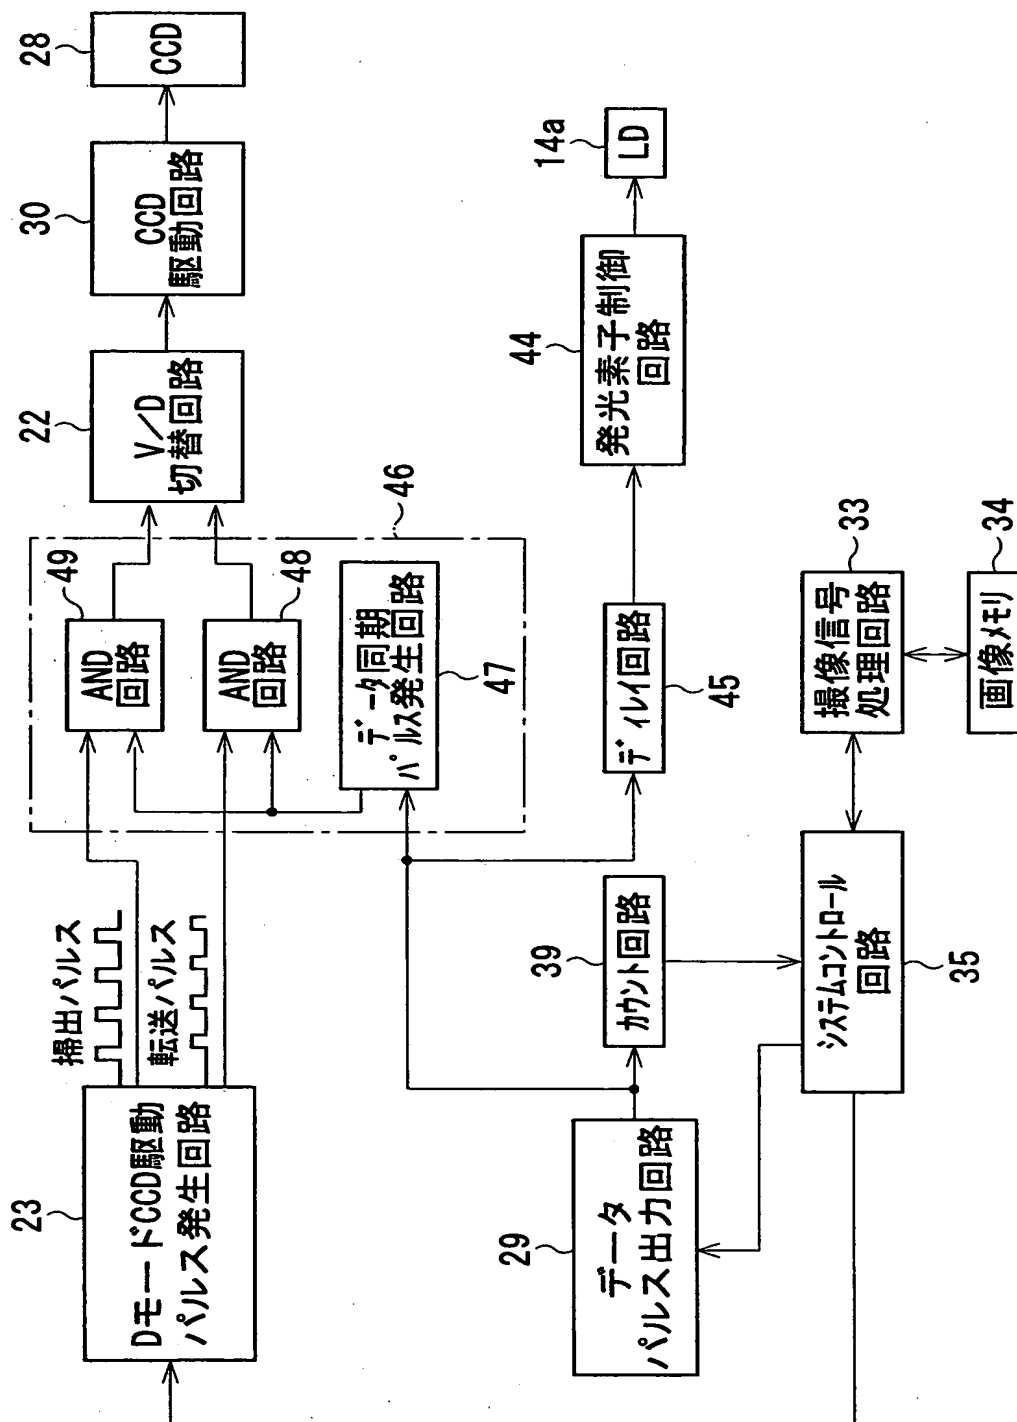 28
CCD
30
CCD
駆動回路
22
V/D
切替回路
46
49
AND
回路
48
AND
回路
データ同期
パルス発生回路
47
掃出パルス
転送パルス
23
DモードCCD駆動
パルス発生回路
14a
LD
44
発光素子制御
回路
ディレイ回路
45
39
カウント回路
29
データ
パルス出力回路
33
撮像信号
処理回路
34
画像メモリ
システムコントロール
回路
35